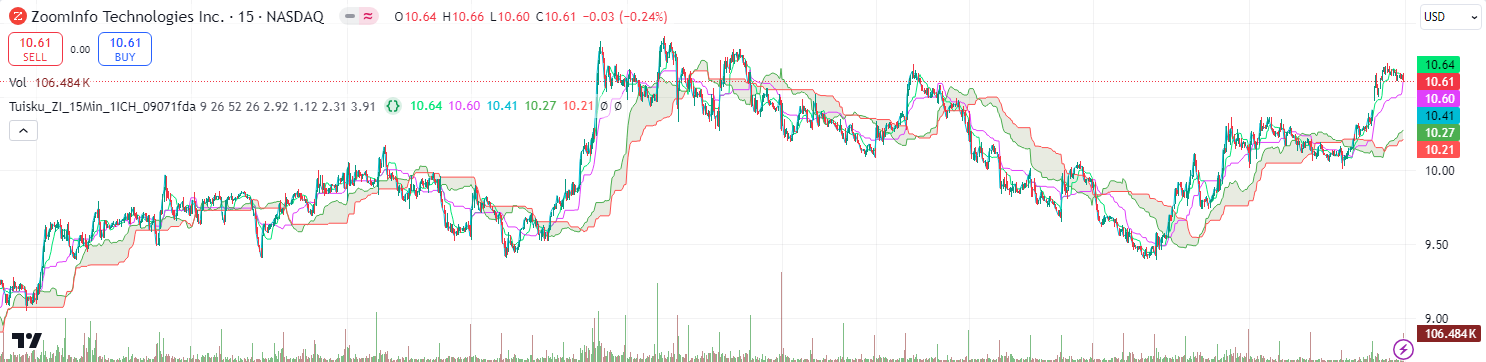 Z ZoomInfo Technologies Inc. · 15 · NASDAQ O10.64 H10.66 L10.60 C10.61 −0.03 (−0.24%) USD
10.61 SELL 0.00 10.61 BUY
Vol 106.484 K
Tuisku_ZI_15Min_1ICH_09071fda 9 26 52 26 2.92 1.12 2.31 3.91 10.64 10.60 10.41 10.27 10.21 Ø Ø
10.64
10.61
10.60
10.41
10.27
10.21
10.00
9.50
9.00
106.484 K